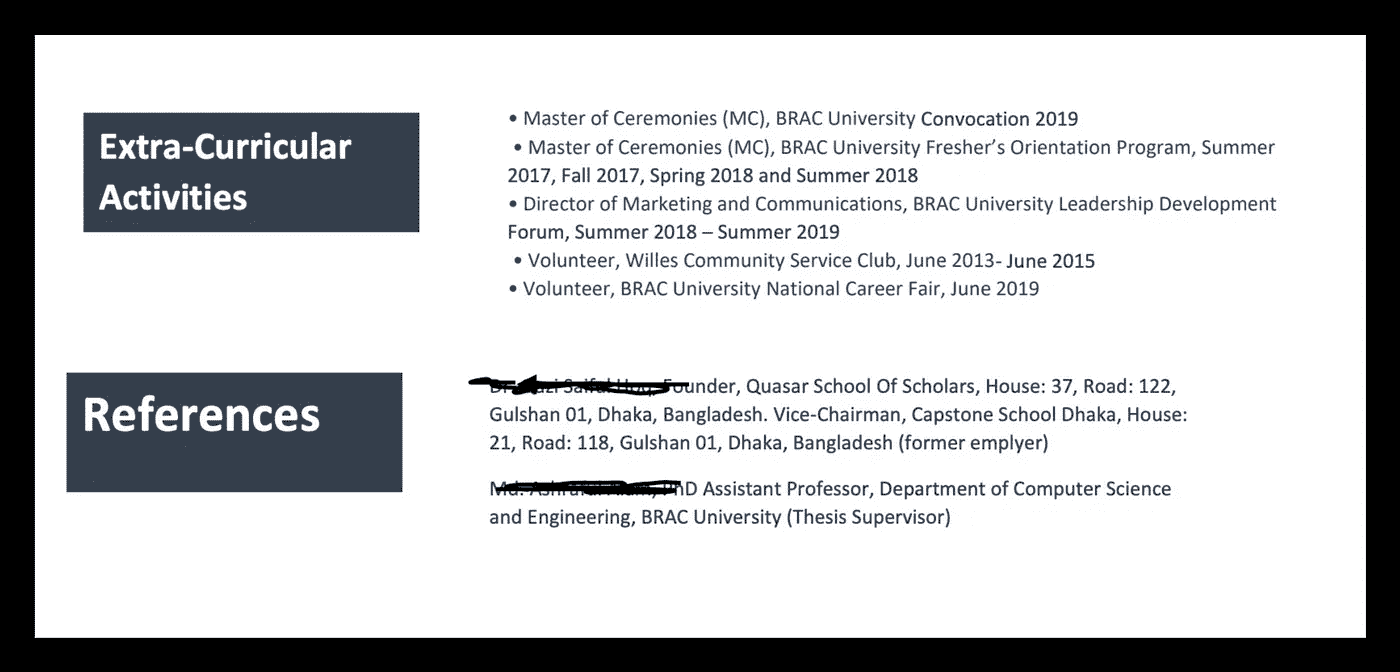 Extra-Curricular
Activities
• Master of Ceremonies (MC), BRAC University Convocation 2019
• Master of Ceremonies (MC), BRAC University Fresher’s Orientation Program, Summer
2017, Fall 2017, Spring 2018 and Summer 2018
• Director of Marketing and Communications, BRAC University Leadership Development
Forum, Summer 2018 – Summer 2019
• Volunteer, Willes Community Service Club, June 2013- June 2015
• Volunteer, BRAC University National Career Fair, June 2019
References
Founder, Quasar School Of Scholars, House: 37, Road: 122,
Gulshan 01, Dhaka, Bangladesh. Vice-Chairman, Capstone School Dhaka, House:
21, Road: 118, Gulshan 01, Dhaka, Bangladesh (former emplyer)
PhD Assistant Professor, Department of Computer Science
and Engineering, BRAC University (Thesis Supervisor)